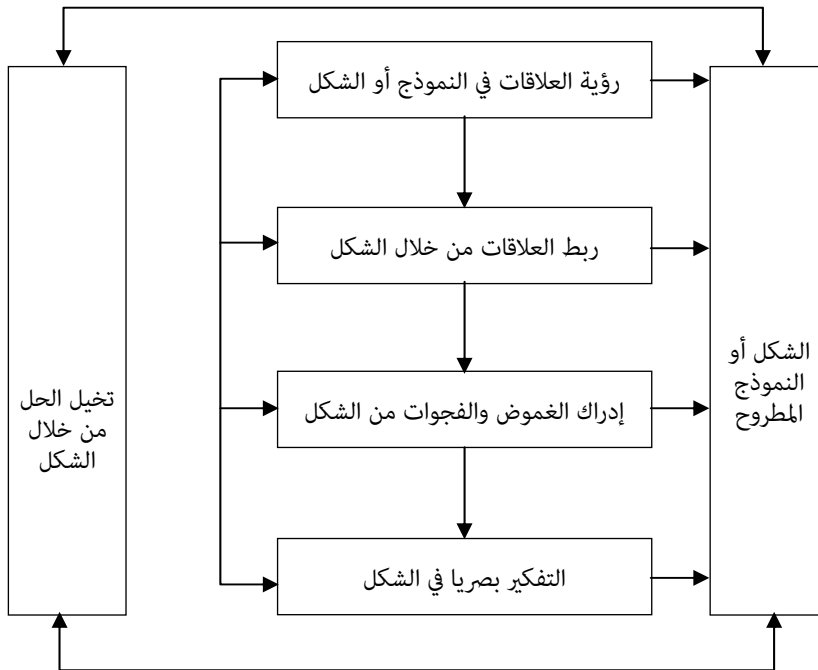 رؤية العلاقات في النموذج أو الشكل
ربط العلاقات من خلال الشكل
إدراك الغموض والفجوات من الشكل
التفكير بصريا في الشكل
الشكل أو
النموذج
المطروح
تخيل الحل
من خلال
الشكل